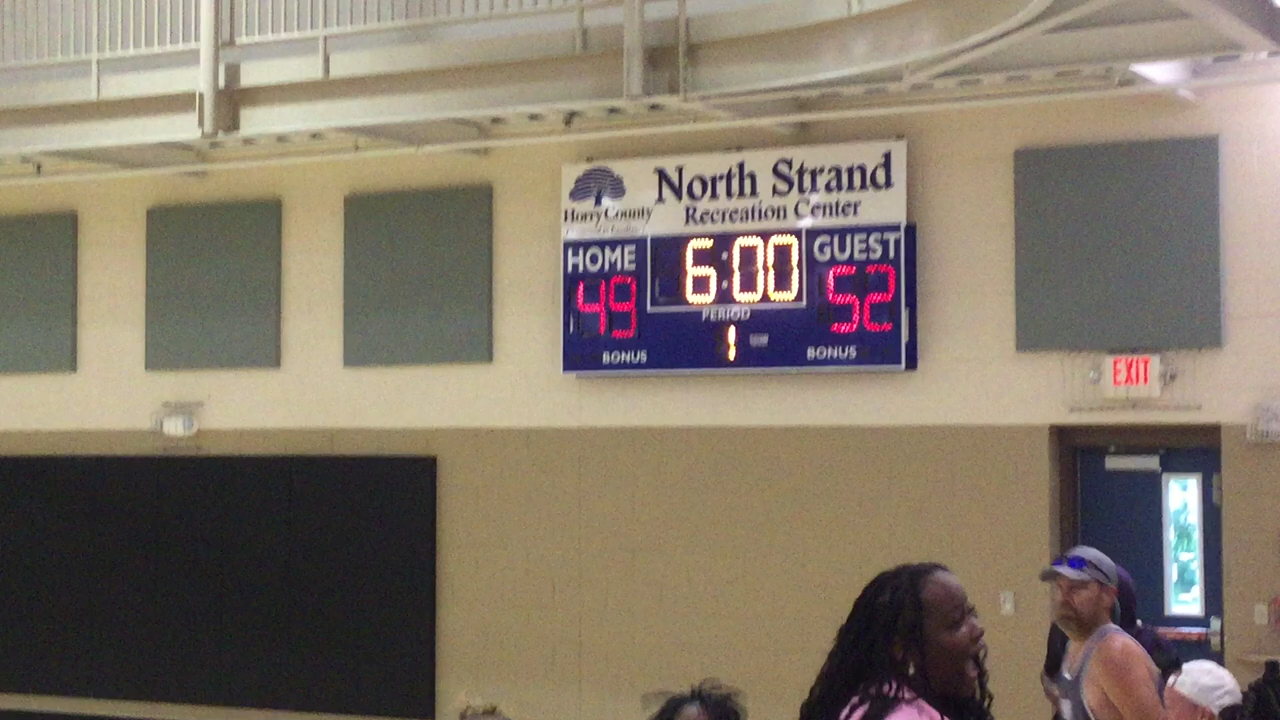 North Strand
Recreation Center
Horry County
HOME
6:00
GUEST
49
52
PERIOD
1
BONUS
BONUS
EXIT